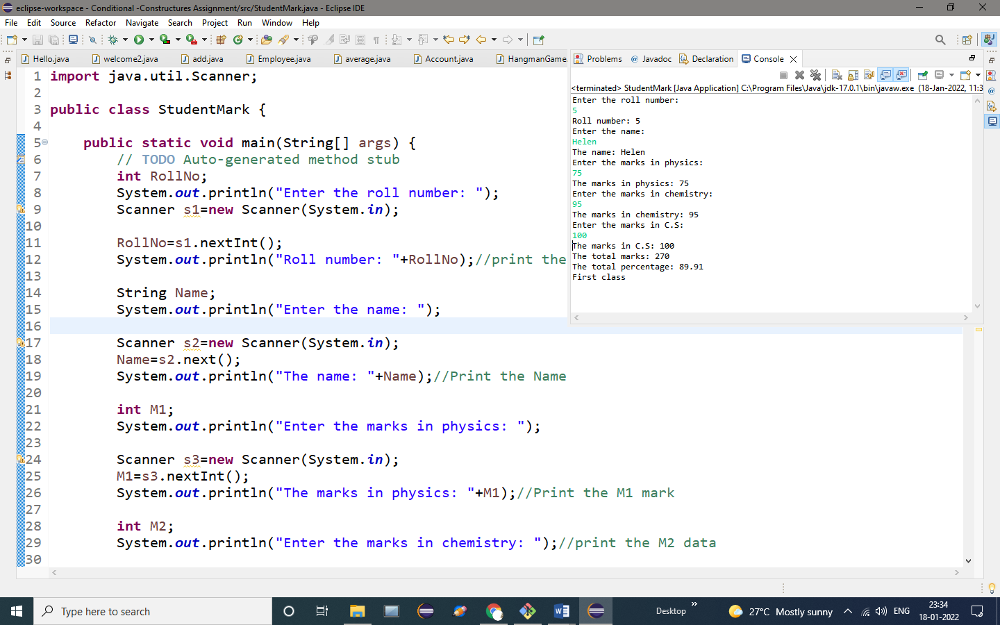 eclipse-workspace - Conditional -Constructures Assignment/src/StudentMark.java - Eclipse IDE
File Edit Source Refactor Navigate Search Project Run Window Help
Hello.java welcome2.java add.java Employee.java average.java Account.java HangmanGame.
Problems @ Javadoc Declaration Console
<terminated> StudentMark [Java Application] C:\Program Files\Java\jdk-17.0.1\bin\javaw.exe (18-Jan-2022, 11:3
Enter the roll number:
5
Roll number: 5
Enter the name:
Helen
The name: Helen
Enter the marks in physics:
75
The marks in physics: 75
Enter the marks in chemistry:
95
The marks in chemistry: 95
Enter the marks in C.S:
100
The marks in C.S: 100
The total marks: 270
The total percentage: 89.91
First class
1 import java.util.Scanner;
2
3 public class StudentMark {
4
5 public static void main(String[] args) {
6 // TODO Auto-generated method stub
7 int RollNo;
8 System.out.println("Enter the roll number: ");
9 Scanner s1=new Scanner(System.in);
10
11 RollNo=s1.nextInt();
12 System.out.println("Roll number: "+RollNo);//print the
13
14 String Name;
15 System.out.println("Enter the name: ");
16
17 Scanner s2=new Scanner(System.in);
18 Name=s2.next();
19 System.out.println("The name: "+Name);//Print the Name
20
21 int M1;
22 System.out.println("Enter the marks in physics: ");
23
24 Scanner s3=new Scanner(System.in);
25 M1=s3.nextInt();
26 System.out.println("The marks in physics: "+M1);//Print the M1 mark
27
28 int M2;
29 System.out.println("Enter the marks in chemistry: ");//print the M2 data
30
Type here to search
Desktop
27°C Mostly sunny
ENG
23:34
18-01-2022